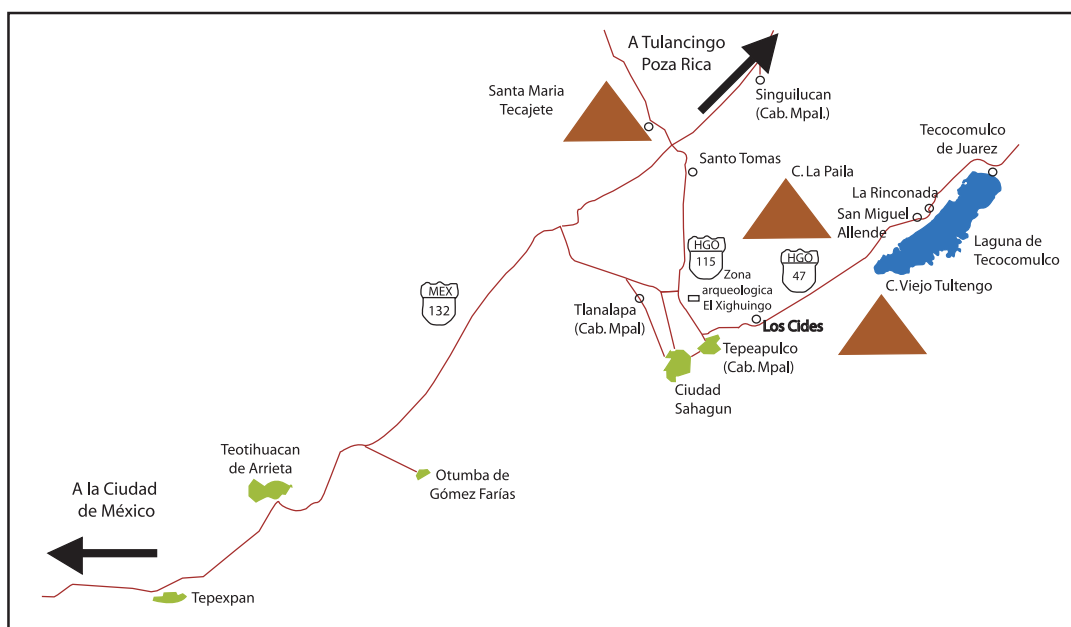 A Tulancingo
Poza Rica
Santa Maria
Tecajete
Singuilucan
(Cab. Mpal.)
Tecocomulco
de Juarez
Santo Tomas
C. La Paila
La Rinconada
San Miguel
Allende
Laguna de
Tecocomulco
HGO
115
Zona
arqueologica
El Xighuingo
HGO
47
C. Viejo Tultengo
MEX
132
Tlanalapa
(Cab. Mpal)
Los Cides
Tepeapulco
(Cab. Mpal)
Ciudad
Sahagun
Teotihuacan
de Arrieta
Otumba de
Gómez Farías
A la Ciudad
de México
Tepexpan